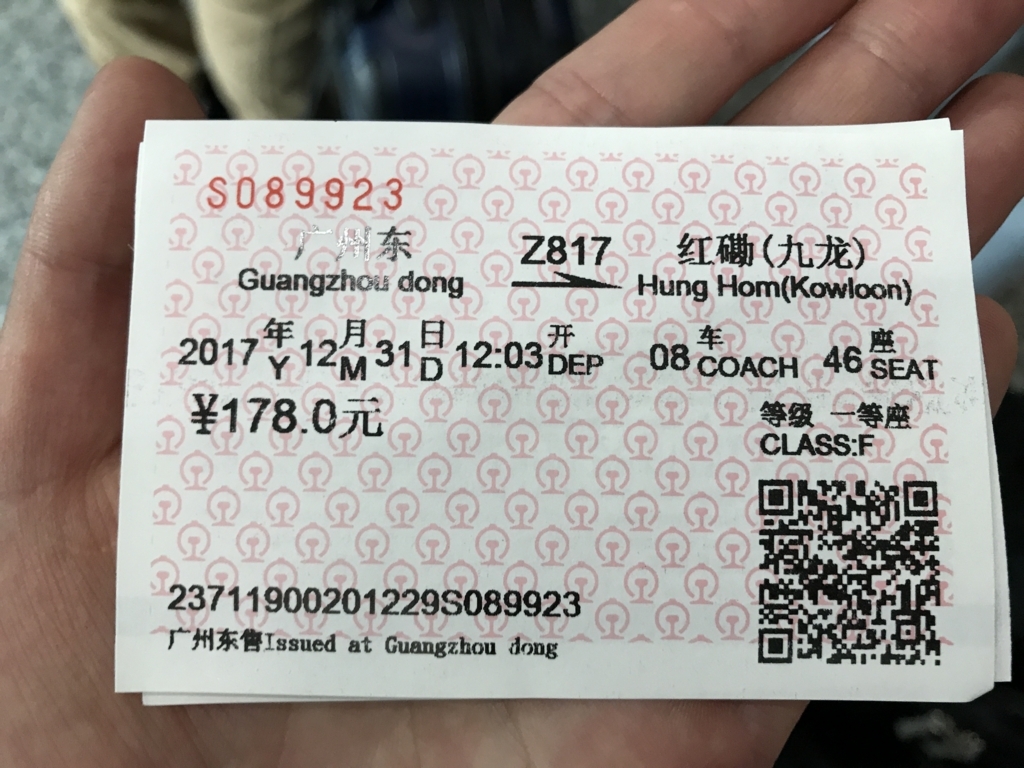 S089923
广州东 Z817 红磡(九龙)
Guangzhou dong Hung Hom(Kowloon)
2017年Y 12月M 31日D 12:03开DEP 08车COACH 46座SEAT
¥178.0元
等级 一等座
CLASS:F
23711900201229S089923
广州东售Issued at Guangzhou dong